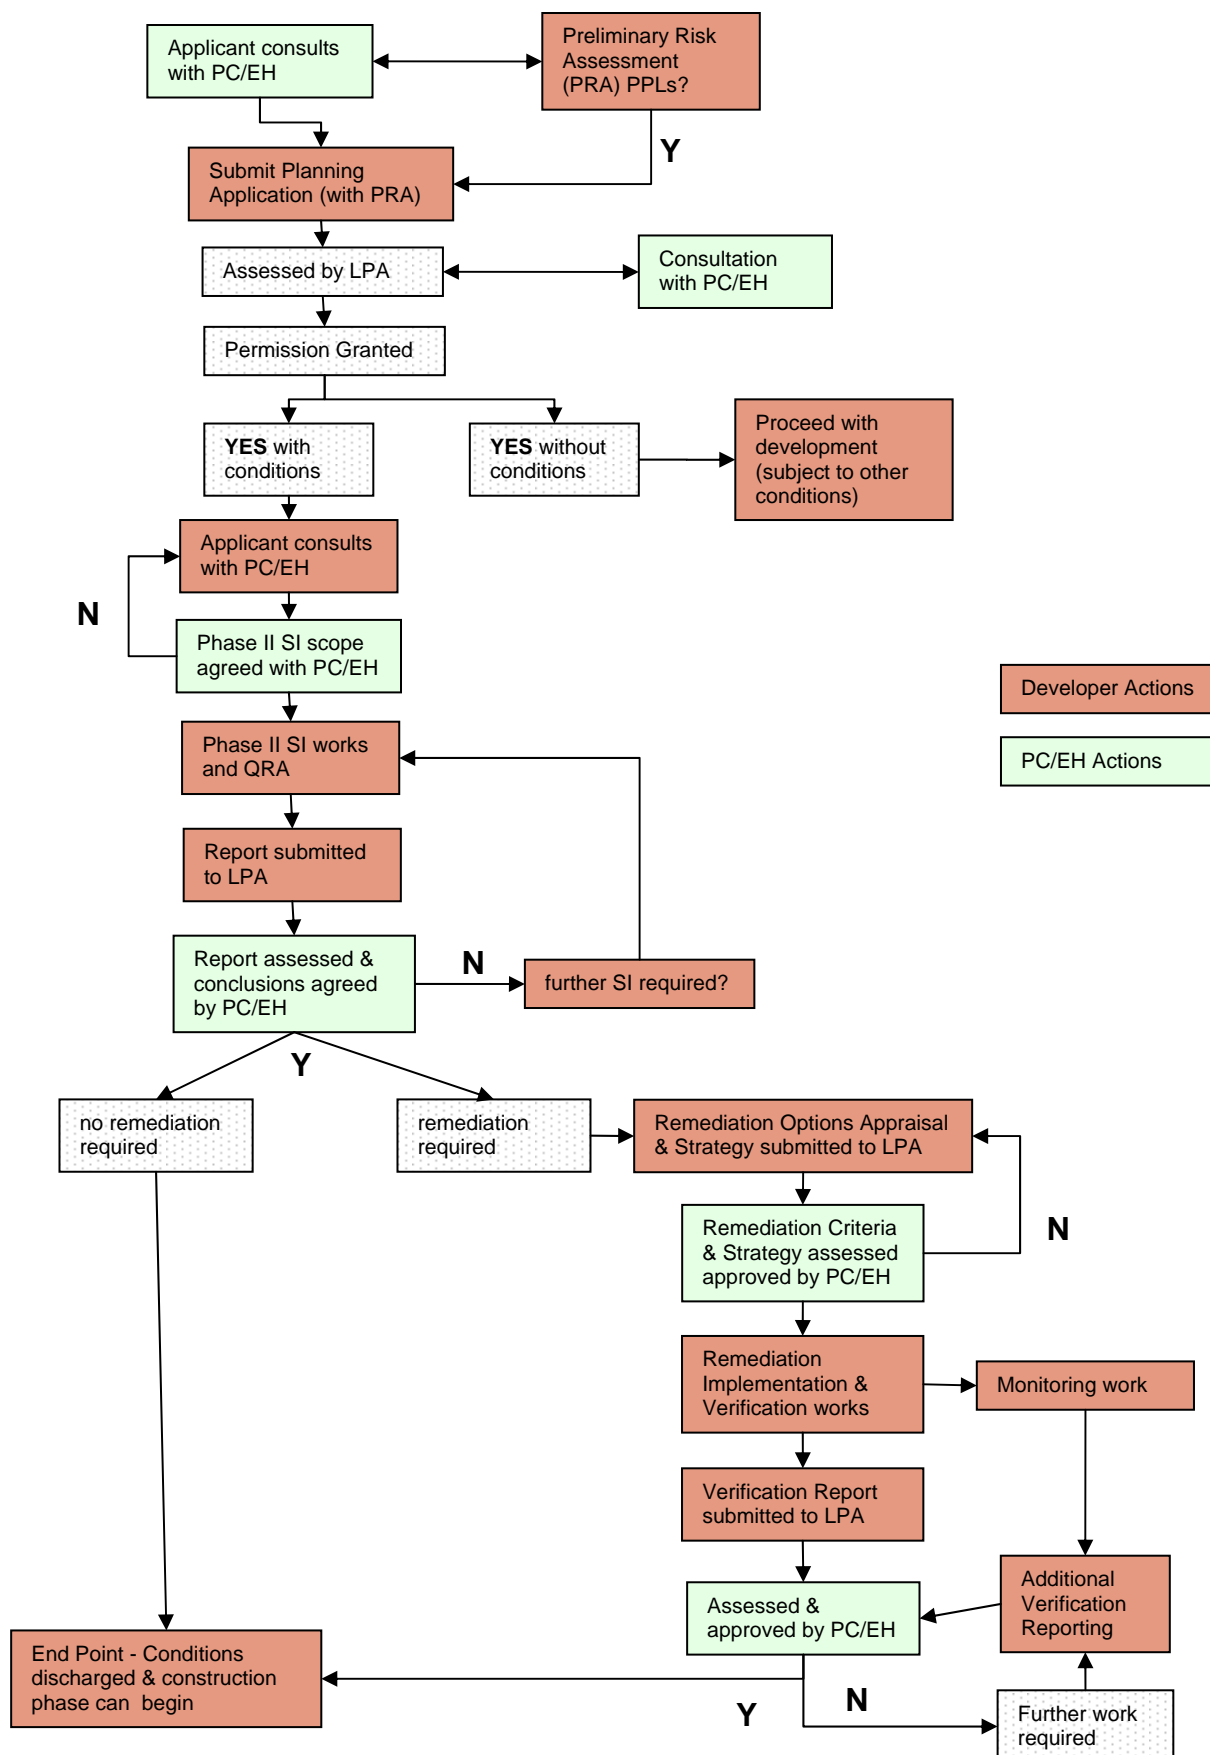 Applicant consults
with PC/EH
Preliminary Risk
Assessment
(PRA) PPLs?
Y
Submit Planning
Application (with PRA)
Assessed by LPA
Consultation
with PC/EH
Permission Granted
YES with
conditions
YES without
conditions
Proceed with
development
(subject to other
conditions)
Applicant consults
with PC/EH
N
Phase II SI scope
agreed with PC/EH
Developer Actions
PC/EH Actions
Phase II SI works
and QRA
Report submitted
to LPA
Report assessed &
conclusions agreed
by PC/EH
N
further SI required?
Y
no remediation
required
remediation
required
Remediation Options Appraisal
& Strategy submitted to LPA
Remediation Criteria
& Strategy assessed
approved by PC/EH
N
Remediation
Implementation &
Verification works
Monitoring work
Verification Report
submitted to LPA
Additional
Verification
Reporting
Assessed &
approved by PC/EH
End Point - Conditions
discharged & construction
phase can  begin
Y
N
Further work
required